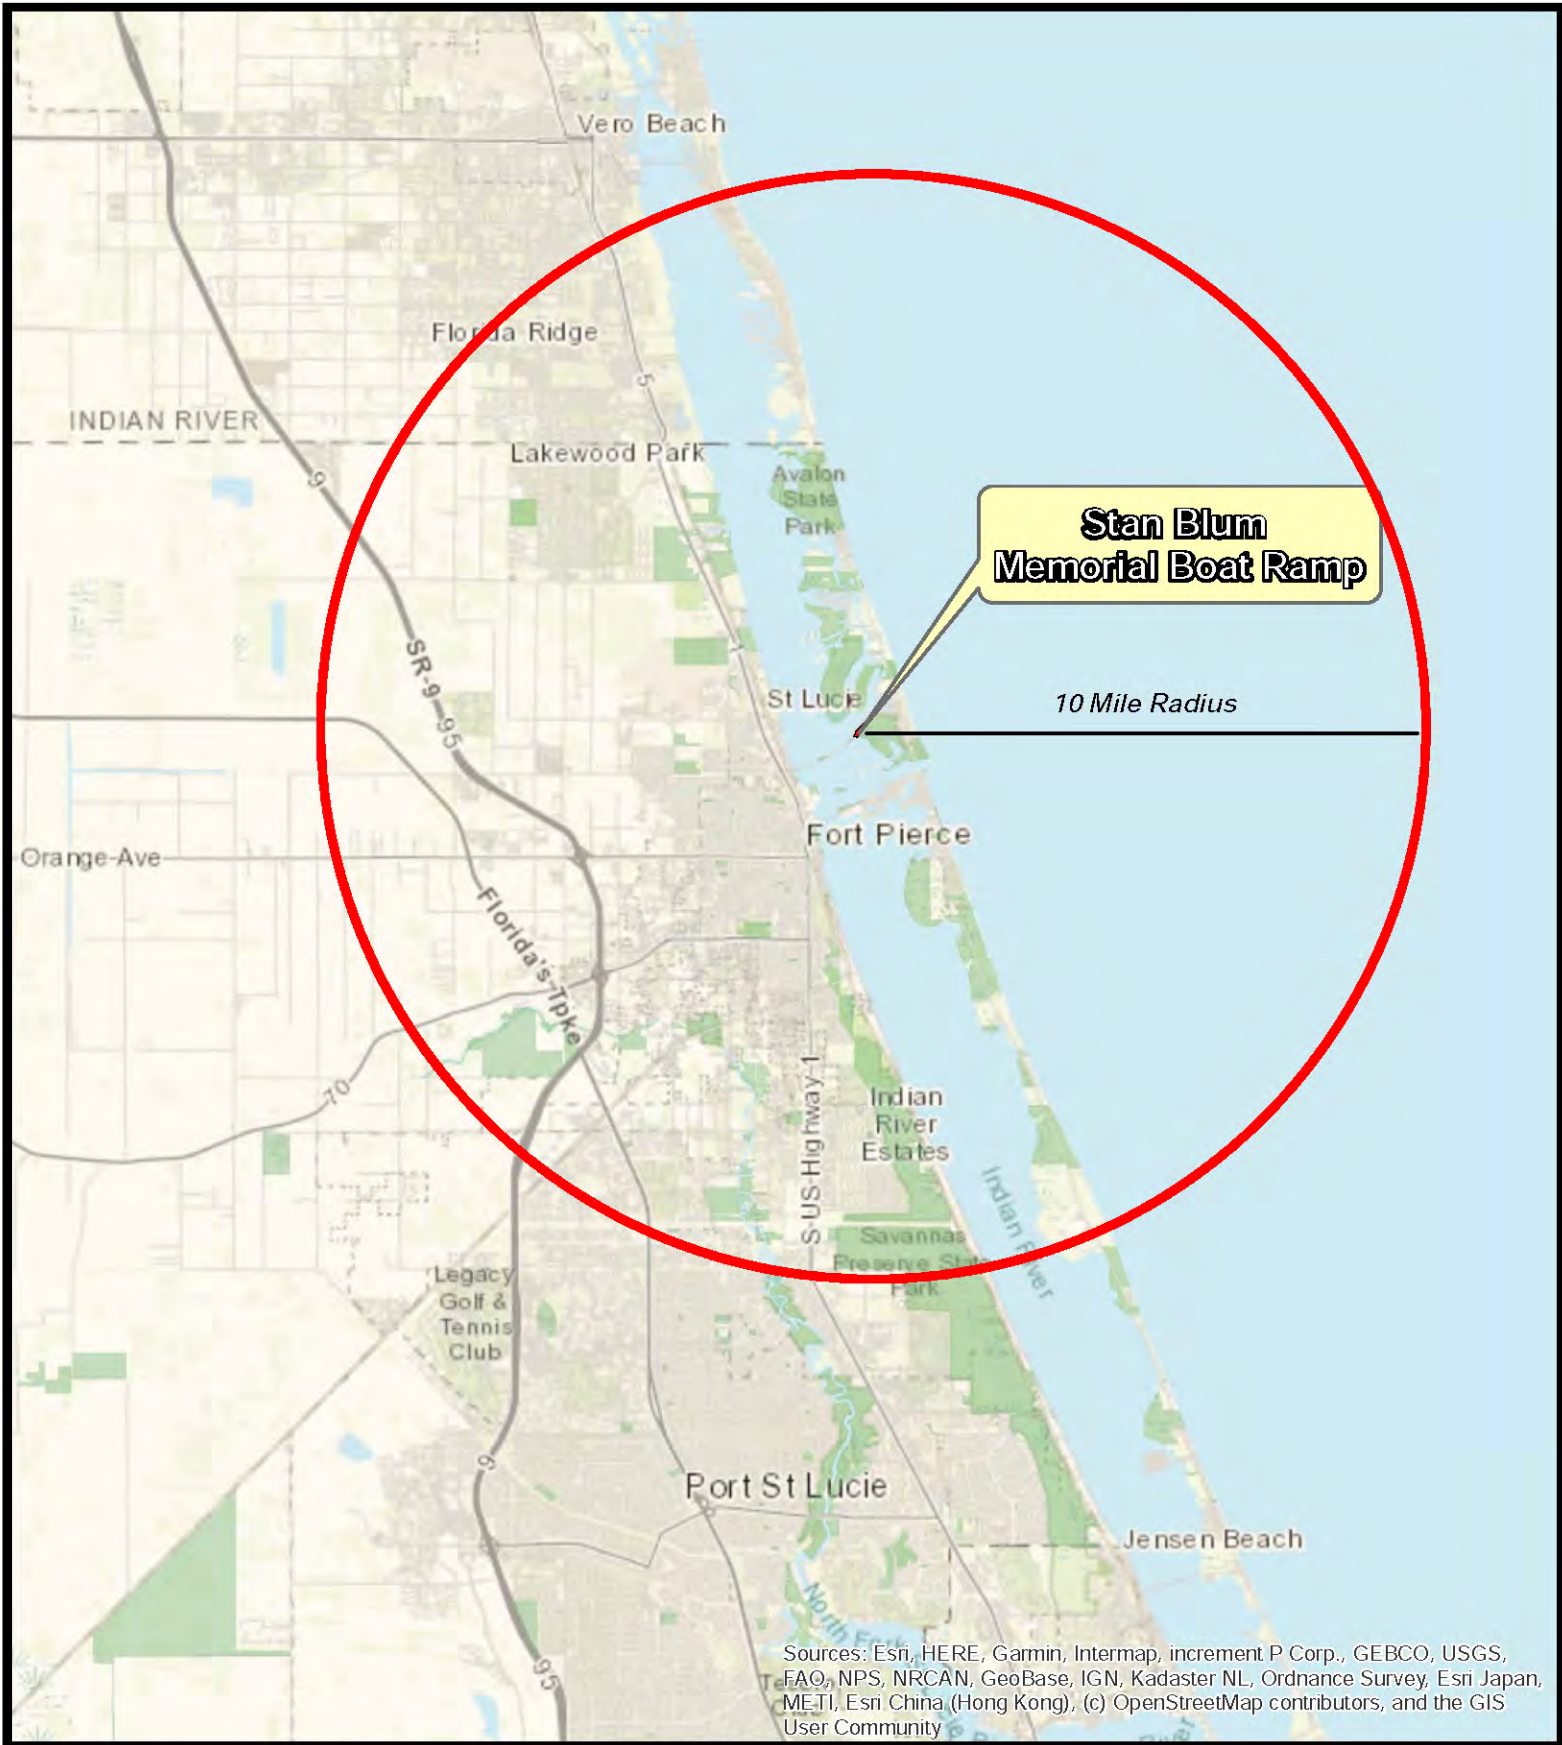 Vero Beach
Florida Ridge
5
INDIAN RIVER
Lakewood Park
9
Avalon
State
Park
Stan Blum
Memorial Boat Ramp
1
SR-9
95
St Lucie
10 Mile Radius
Fort Pierce
Orange-Ave
Florida's-Tpke
70
S-US-Highway-1
Indian
River
Estates
Indian River
Savannas
Preserve State
Park
Legacy
Golf &
Tennis
Club
9
Port St Lucie
Jensen Beach
North Fork
95
Sources: Esri, HERE, Garmin, Intermap, increment P Corp., GEBCO, USGS,
FAO, NPS, NRCAN, GeoBase, IGN, Kadaster NL, Ordnance Survey, Esri Japan,
METI, Esri China (Hong Kong), (c) OpenStreetMap contributors, and the GIS
User Community
River